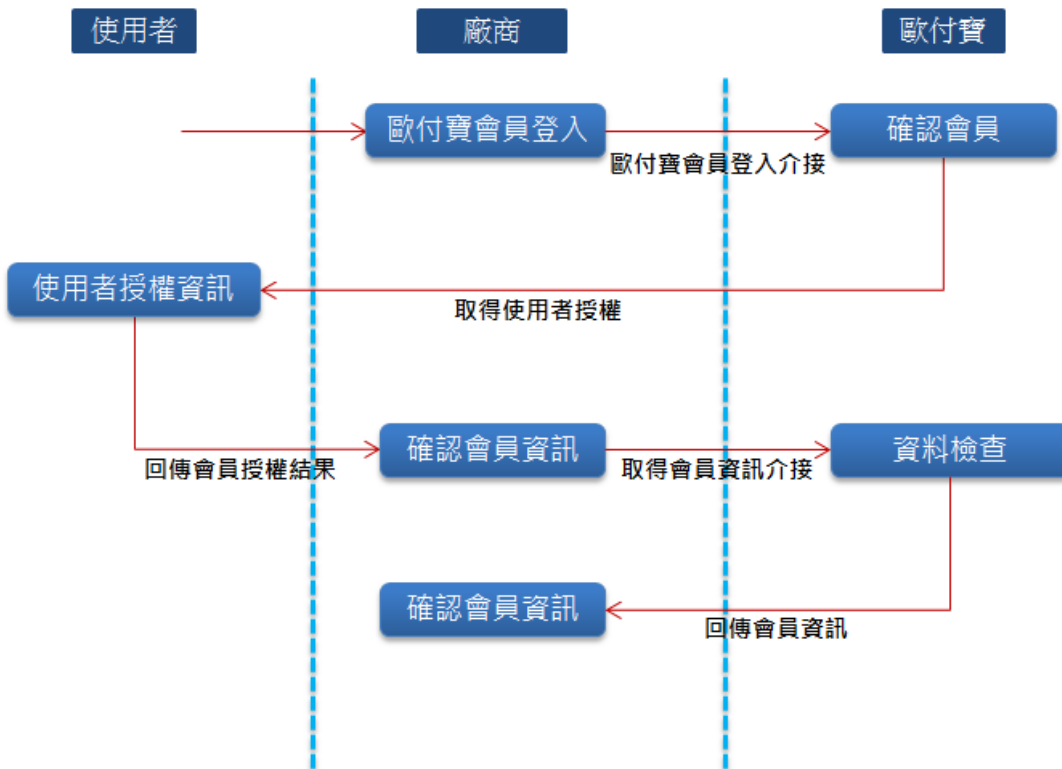 使用者
廠商
歐付寶
歐付寶會員登入
確認會員
歐付寶會員登入介接
使用者授權資訊
取得使用者授權
確認會員資訊
資料檢查
回傳會員授權結果
取得會員資訊介接
確認會員資訊
回傳會員資訊